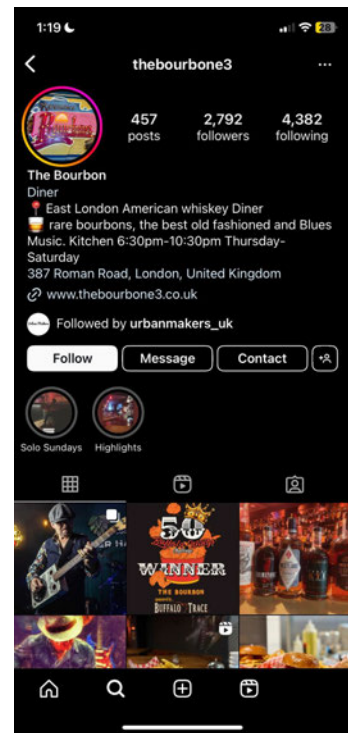 1:19
28
thebourbone3
457
posts
2,792
followers
4,382
following
The Bourbon
Diner
East London American whiskey Diner
rare bourbons, the best old fashioned and Blues
Music. Kitchen 6:30pm-10:30pm Thursday-
Saturday
387 Roman Road, London, United Kingdom
www.thebourbone3.co.uk
Followed by urbanmakers_uk
Follow
Message
Contact
Solo Sundays
Highlights
50
WINNER
THE BOURBON
BUFFALO TRACE